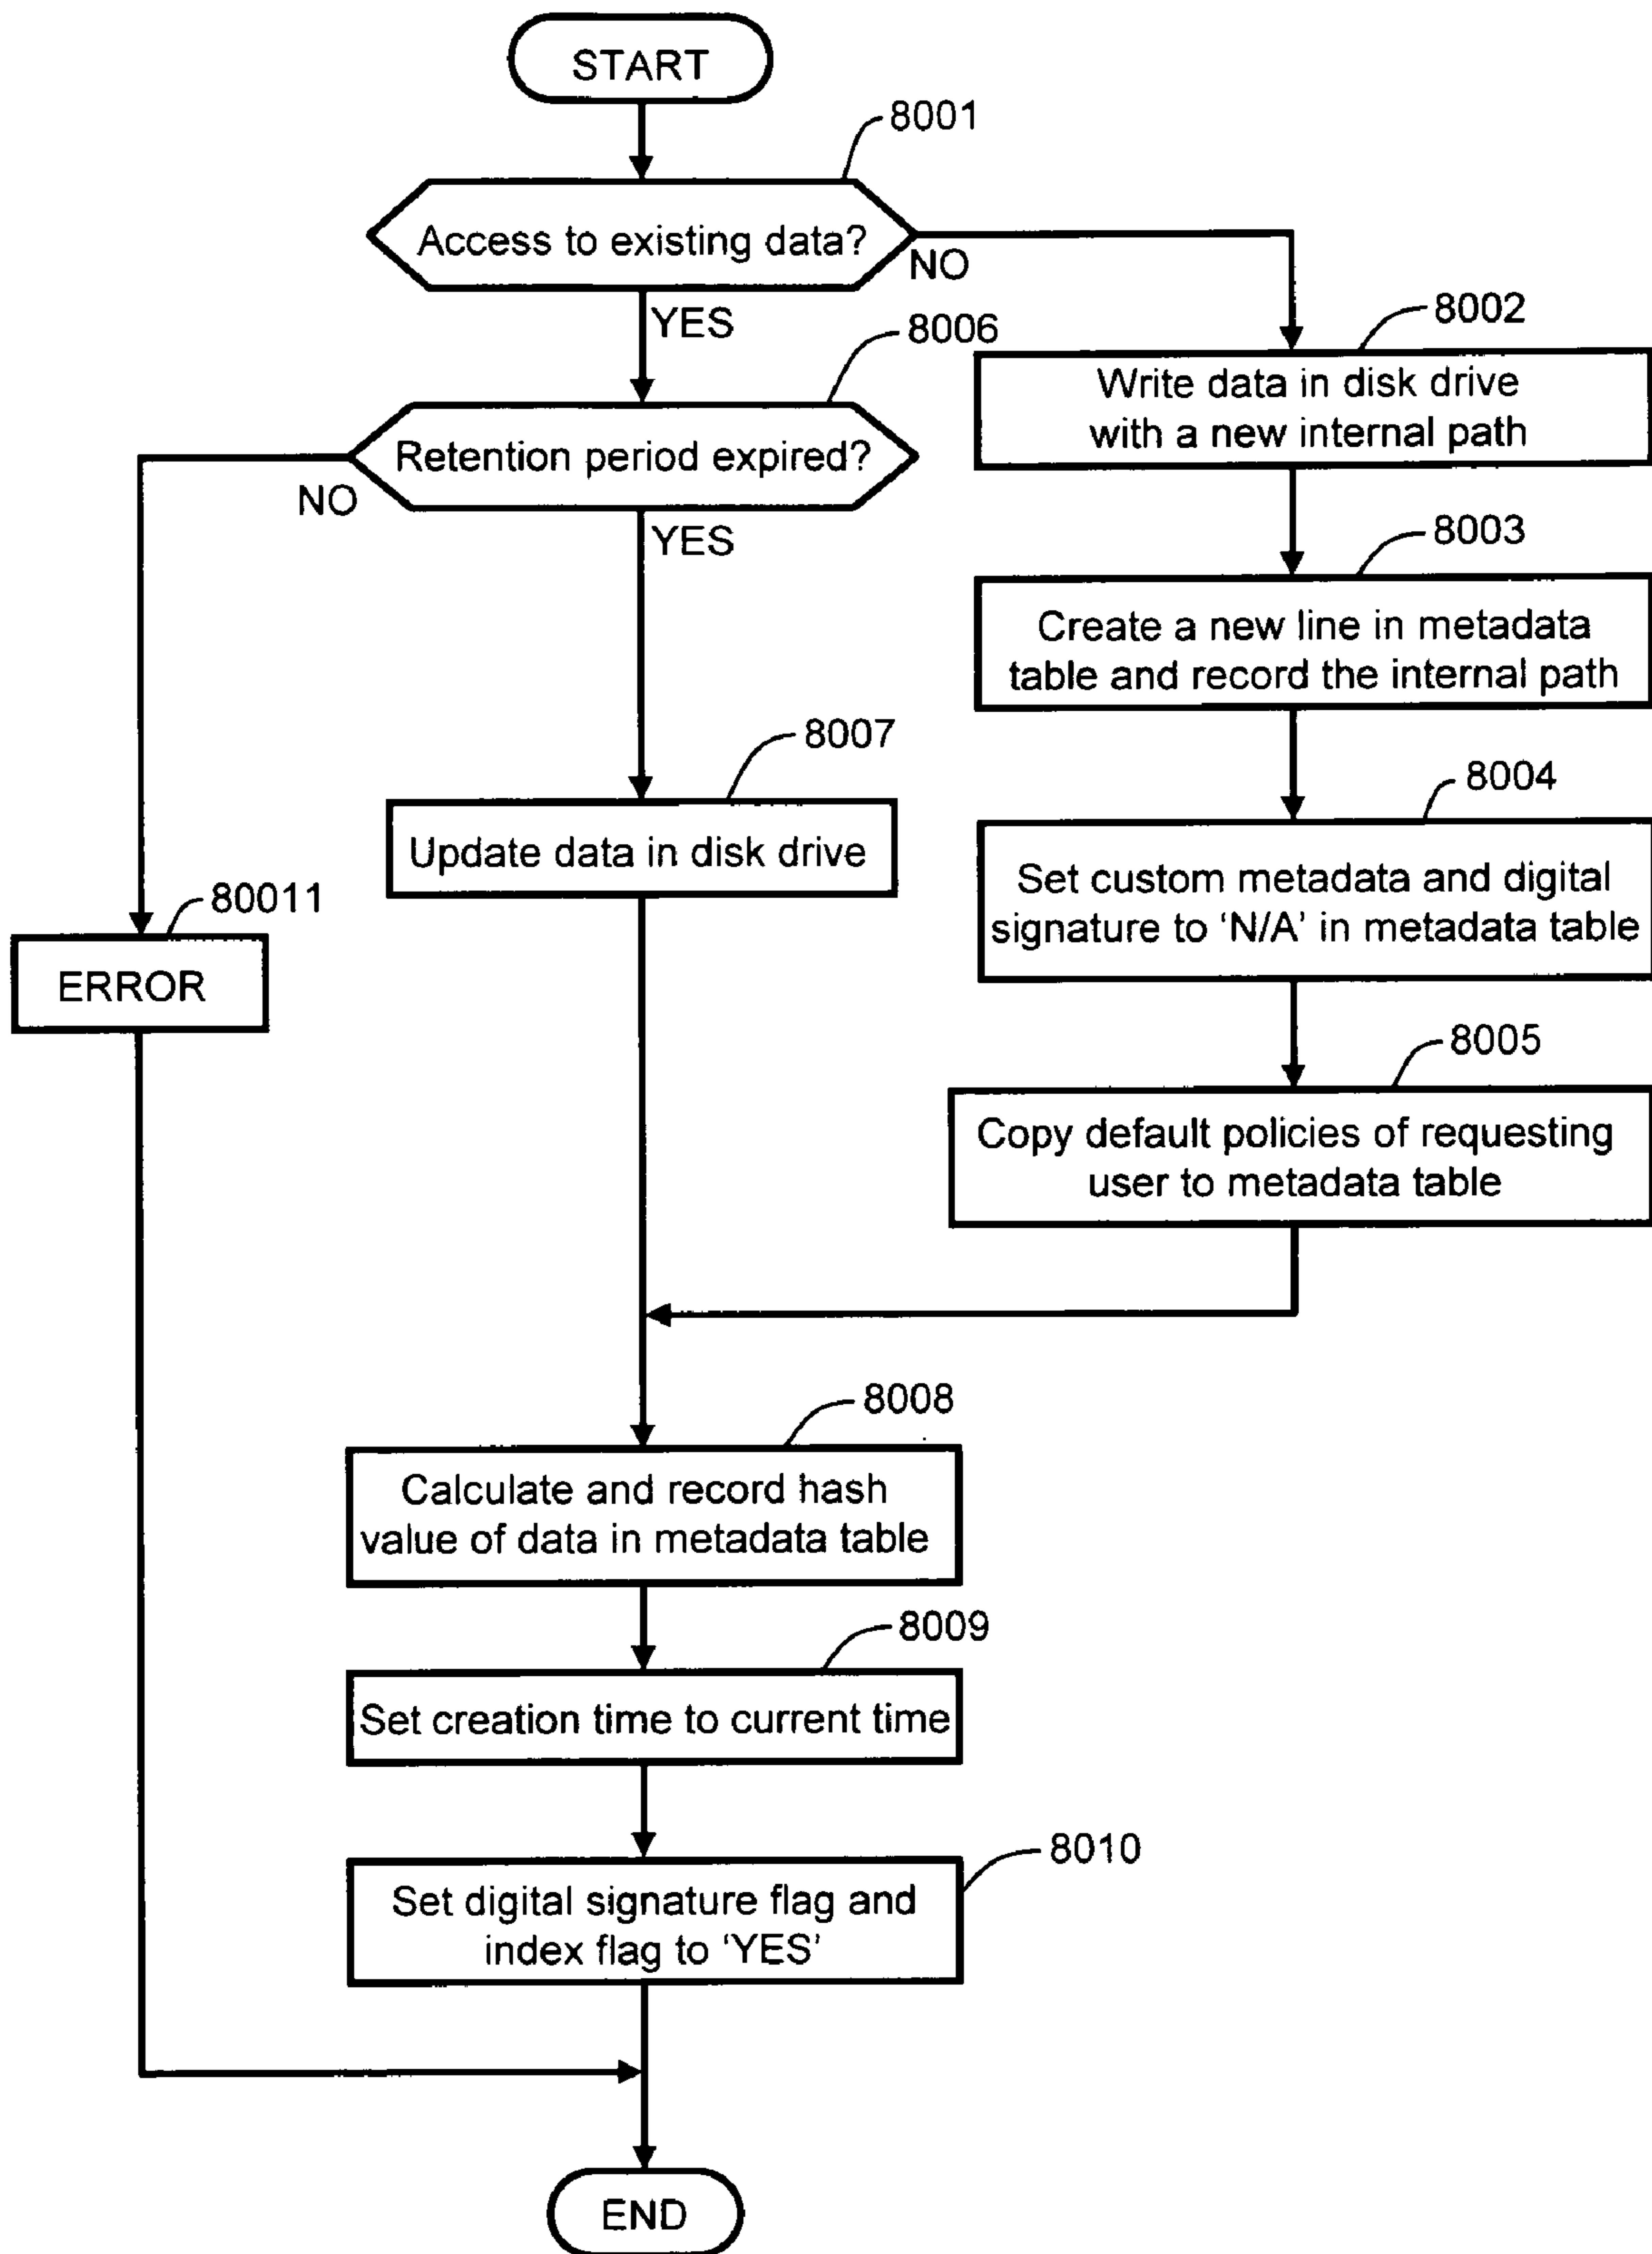 START
8001
Access to existing data?
NO
YES
8002
8006
Write data in disk drive
with a new internal path
Retention period expired?
NO
YES
8003
Create a new line in metadata
table and record the internal path
8007
Update data in disk drive
8004
Set custom metadata and digital
signature to ‘N/A’ in metadata table
80011
ERROR
8005
Copy default policies of requesting
user to metadata table
8008
Calculate and record hash
value of data in metadata table
8009
Set creation time to current time
8010
Set digital signature flag and
index flag to ‘YES’
END